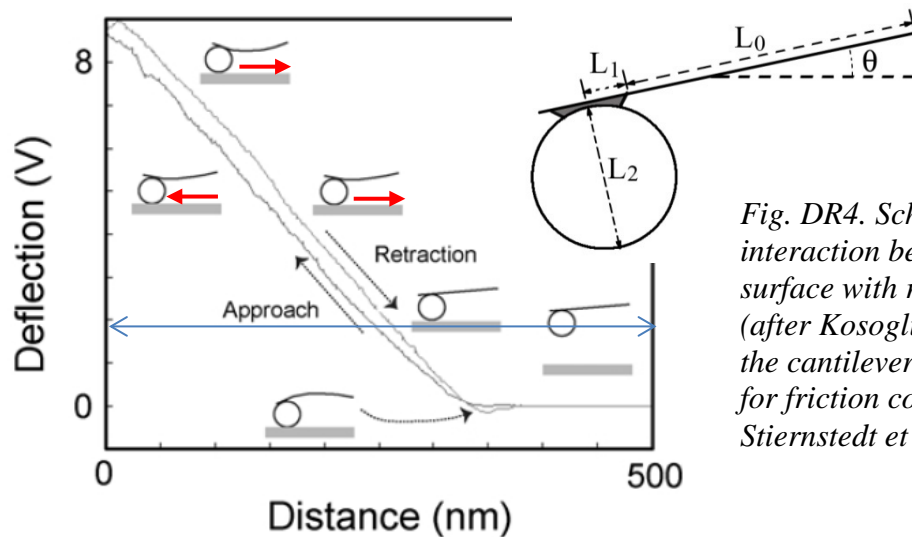 8
Deflection (V)
0
Retraction
Approach
0
500
Distance (nm)
L₀
L₁
θ
L₂
Fig. DR4. Sch
interaction be
surface with r
(after Kosogli
the cantilever
for friction co
Stiernstedt et